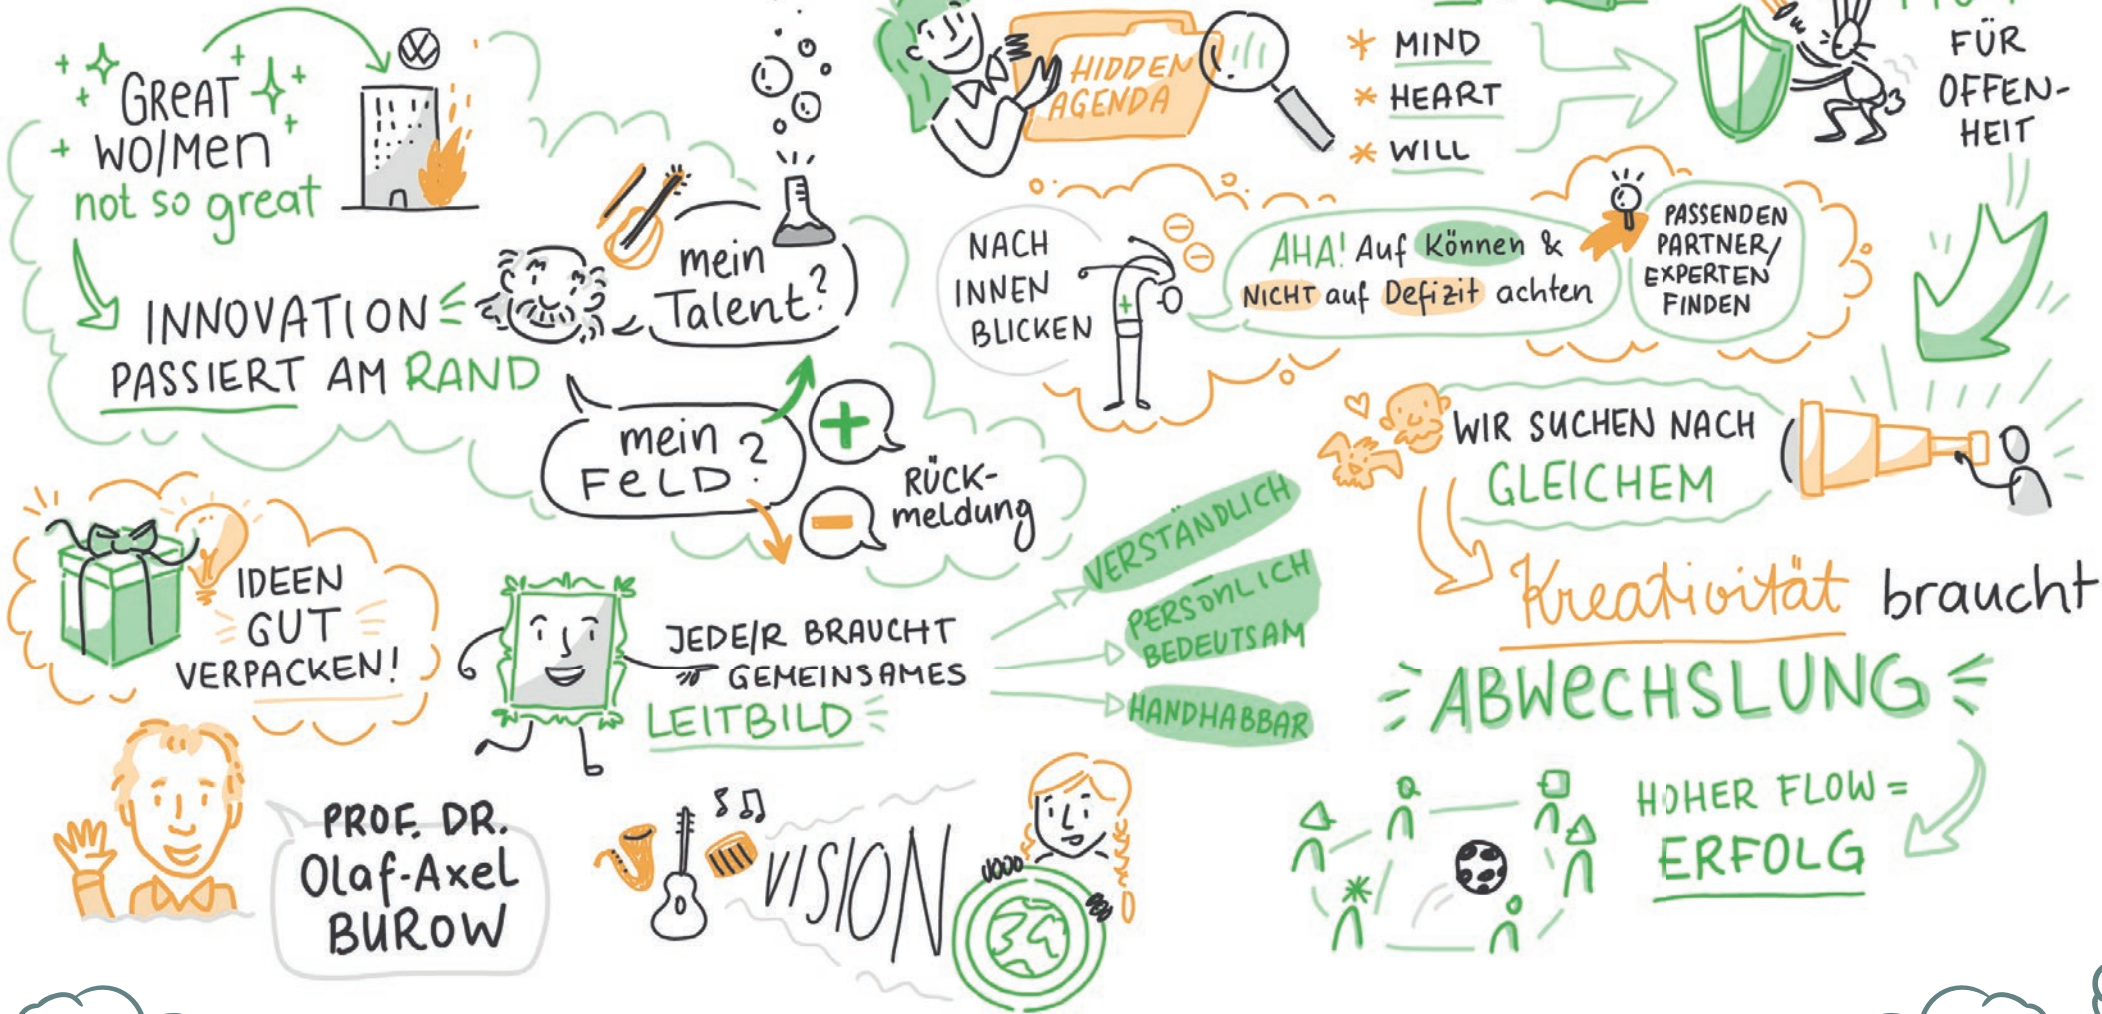 GREAT
WO/MEN
not so great
VW
INNOVATION
PASSIERT AM RAND
mein
Talent?
mein
FELD?
RÜCK-
meldung
HIDDEN
AGENDA
* MIND
* HEART
* WILL
FÜR
OFFEN-
HEIT
NACH
INNEN
BLICKEN
AHA! Auf Können &
NICHT auf Defizit achten
PASSENDEN
PARTNER/
EXPERTEN
FINDEN
WIR SUCHEN NACH
GLEICHEM
Kreativität braucht
ABWECHSLUNG
HOHER FLOW =
ERFOLG
IDEEN
GUT
VERPACKEN!
JEDE/R BRAUCHT
GEMEINSAMES
LEITBILD
VERSTÄNDLICH
PERSÖNLICH
BEDEUTSAM
HANDHABBAR
PROF. DR.
Olaf-Axel
BUROW
VISION